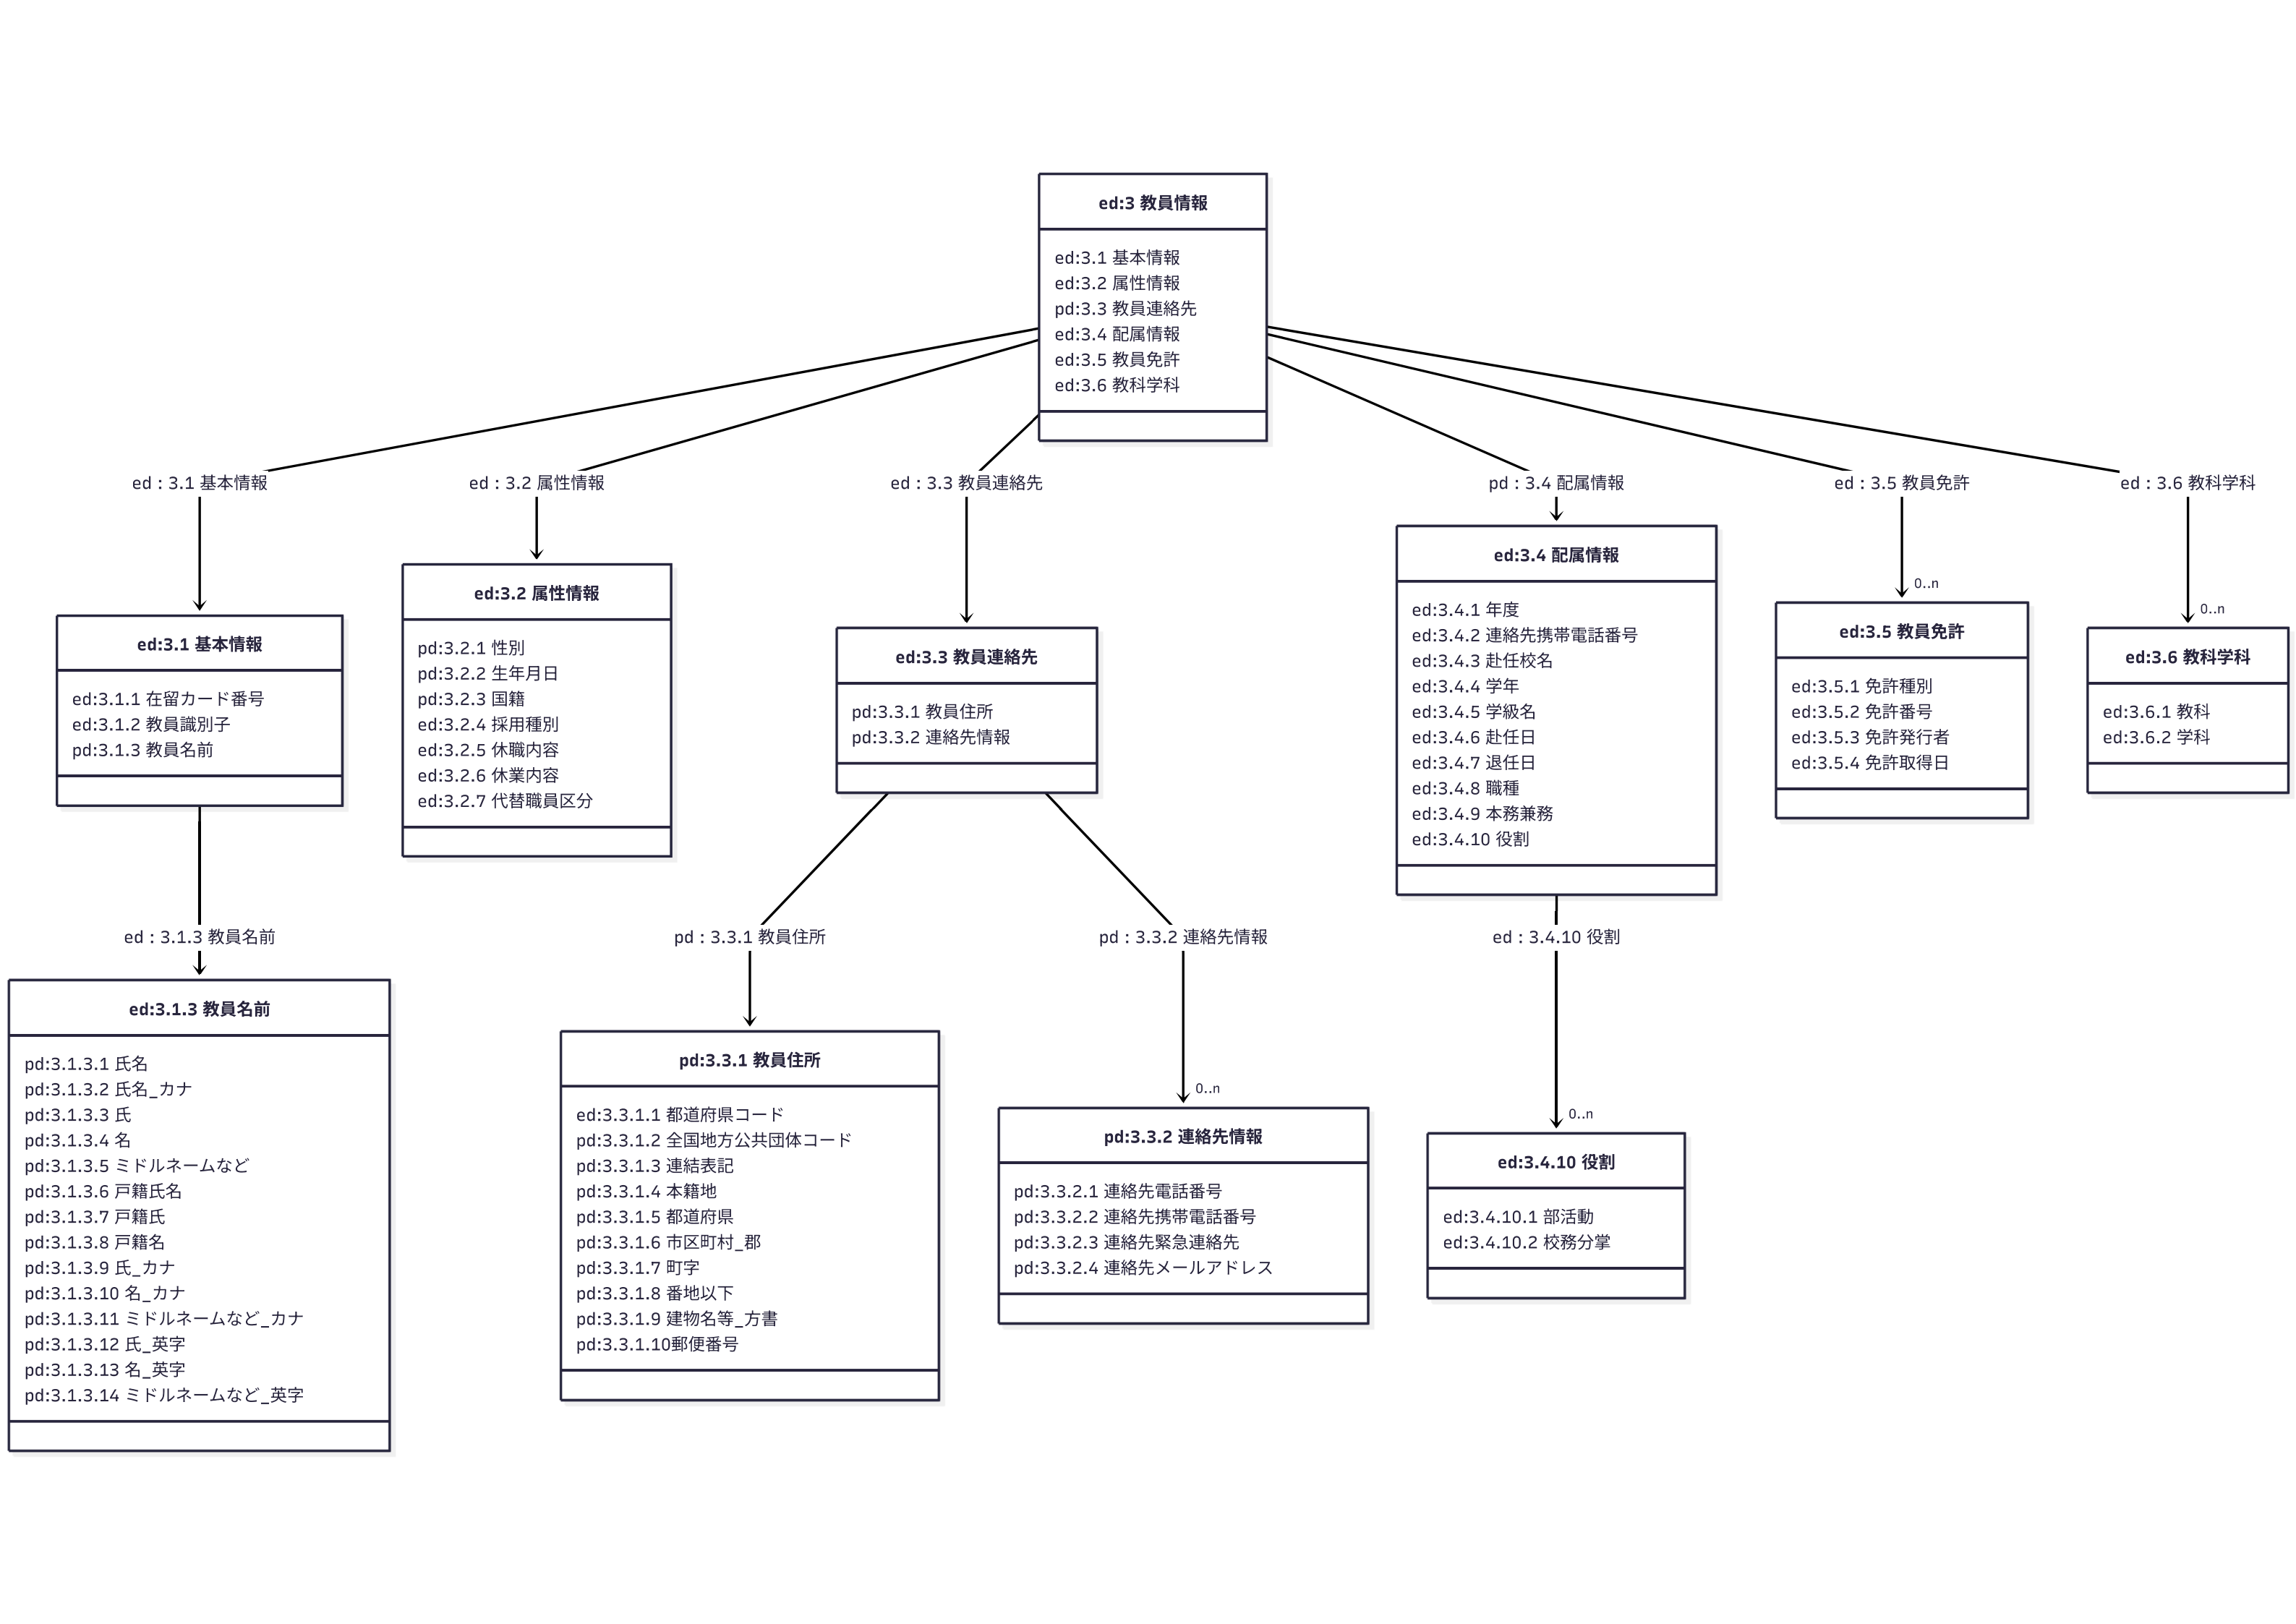 ed:3 教員情報
ed:3.1 基本情報
ed:3.2 属性情報
pd:3.3 教員連絡先
ed:3.4 配属情報
ed:3.5 教員免許
ed:3.6 教科学科
ed : 3.1 基本情報
ed : 3.2 属性情報
ed : 3.3 教員連絡先
pd : 3.4 配属情報
ed : 3.5 教員免許
ed : 3.6 教科学科
ed:3.1 基本情報
ed:3.1.1 在留カード番号
ed:3.1.2 教員識別子
pd:3.1.3 教員名前
ed:3.2 属性情報
pd:3.2.1 性別
pd:3.2.2 生年月日
pd:3.2.3 国籍
ed:3.2.4 採用種別
ed:3.2.5 休職内容
ed:3.2.6 休業内容
ed:3.2.7 代替職員区分
ed:3.3 教員連絡先
pd:3.3.1 教員住所
pd:3.3.2 連絡先情報
ed:3.4 配属情報
ed:3.4.1 年度
ed:3.4.2 連絡先携帯電話番号
ed:3.4.3 赴任校名
ed:3.4.4 学年
ed:3.4.5 学級名
ed:3.4.6 赴任日
ed:3.4.7 退任日
ed:3.4.8 職種
ed:3.4.9 本務兼務
ed:3.4.10 役割
0..n
ed:3.5 教員免許
ed:3.5.1 免許種別
ed:3.5.2 免許番号
ed:3.5.3 免許発行者
ed:3.5.4 免許取得日
0..n
ed:3.6 教科学科
ed:3.6.1 教科
ed:3.6.2 学科
ed : 3.1.3 教員名前
pd : 3.3.1 教員住所
pd : 3.3.2 連絡先情報
ed : 3.4.10 役割
ed:3.1.3 教員名前
pd:3.1.3.1 氏名
pd:3.1.3.2 氏名_カナ
pd:3.1.3.3 氏
pd:3.1.3.4 名
pd:3.1.3.5 ミドルネームなど
pd:3.1.3.6 戸籍氏名
pd:3.1.3.7 戸籍氏
pd:3.1.3.8 戸籍名
pd:3.1.3.9 氏_カナ
pd:3.1.3.10 名_カナ
pd:3.1.3.11 ミドルネームなど_カナ
pd:3.1.3.12 氏_英字
pd:3.1.3.13 名_英字
pd:3.1.3.14 ミドルネームなど_英字
pd:3.3.1 教員住所
ed:3.3.1.1 都道府県コード
pd:3.3.1.2 全国地方公共団体コード
pd:3.3.1.3 連結表記
pd:3.3.1.4 本籍地
pd:3.3.1.5 都道府県
pd:3.3.1.6 市区町村_郡
pd:3.3.1.7 町字
pd:3.3.1.8 番地以下
pd:3.3.1.9 建物名等_方書
pd:3.3.1.10郵便番号
0..n
pd:3.3.2 連絡先情報
pd:3.3.2.1 連絡先電話番号
pd:3.3.2.2 連絡先携帯電話番号
pd:3.3.2.3 連絡先緊急連絡先
pd:3.3.2.4 連絡先メールアドレス
0..n
ed:3.4.10 役割
ed:3.4.10.1 部活動
ed:3.4.10.2 校務分掌